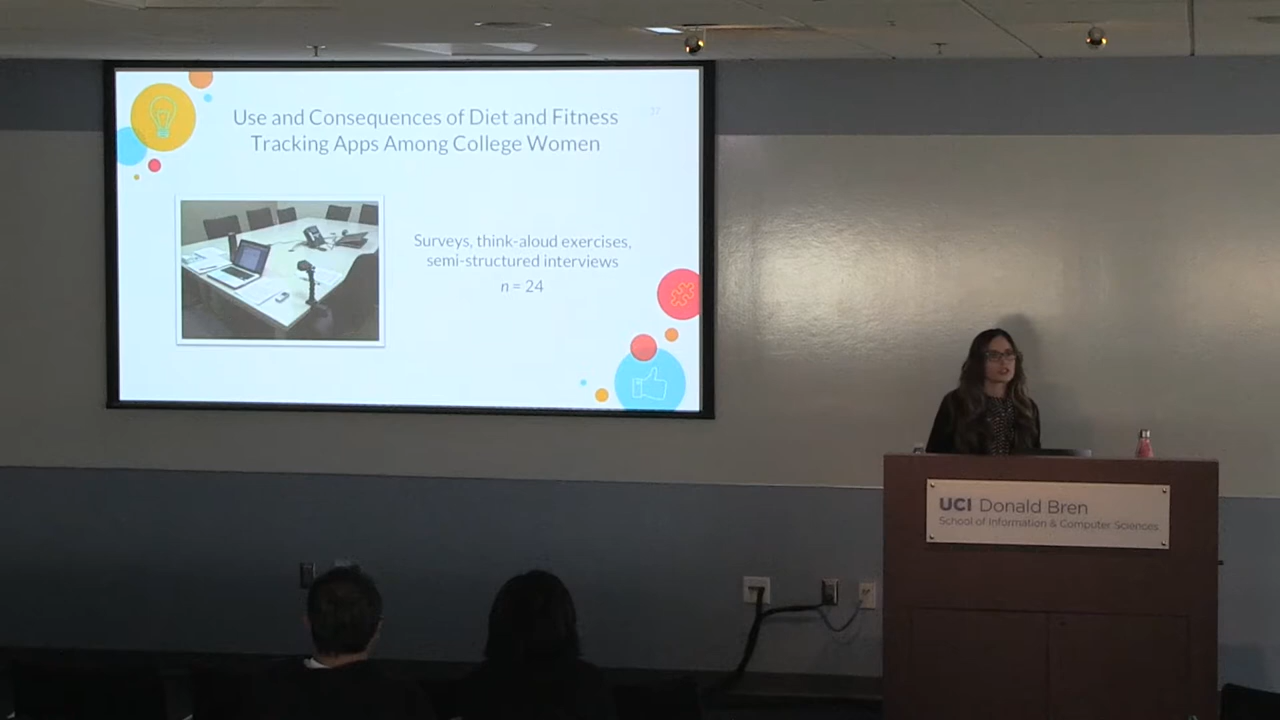 Use and Consequences of Diet and Fitness
Tracking Apps Among College Women
37
Surveys, think-aloud exercises,
semi-structured interviews
n = 24
UCI Donald Bren
School of Information & Computer Sciences